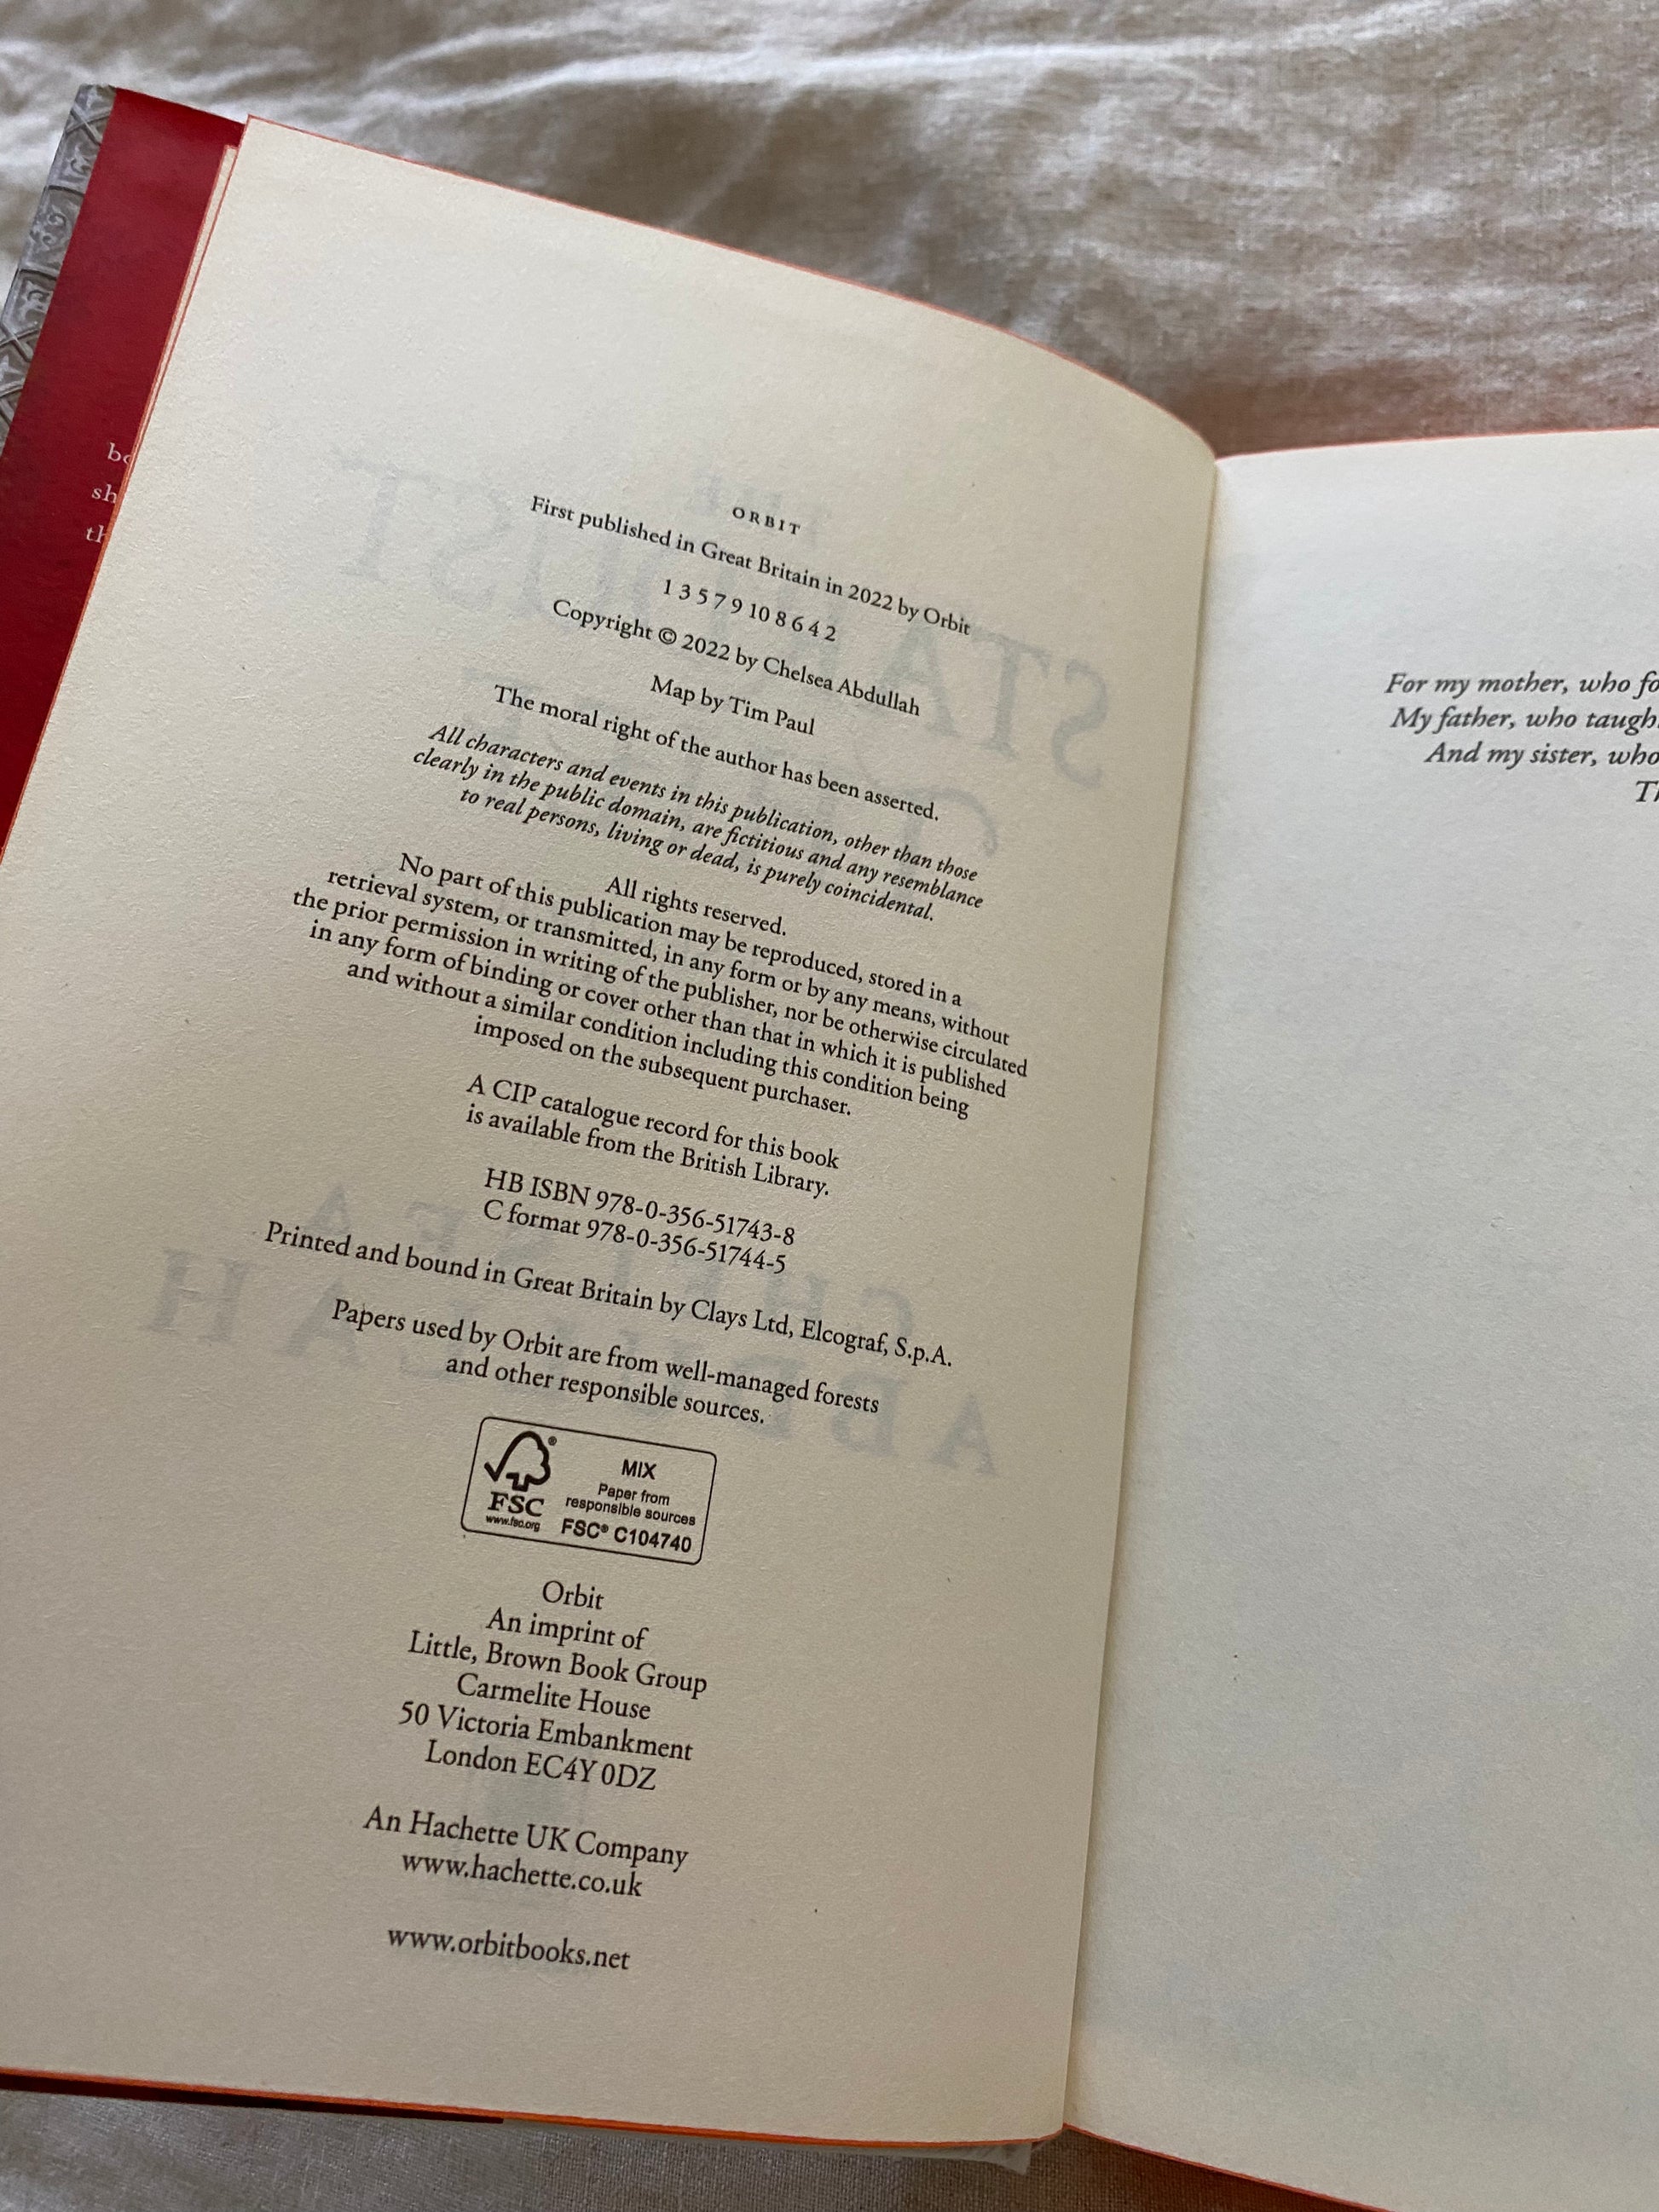 bo
sh
th
ORBIT
First published in Great Britain in 2022 by Orbit
1 3 5 7 9 10 8 6 4 2
Copyright © 2022 by Chelsea Abdullah
Map by Tim Paul
The moral right of the author has been asserted.
All characters and events in this publication, other than those
clearly in the public domain, are fictitious and any resemblance
to real persons, living or dead, is purely coincidental.
All rights reserved.
No part of this publication may be reproduced, stored in a
retrieval system, or transmitted, in any form or by any means, without
the prior permission in writing of the publisher, nor be otherwise circulated
in any form of binding or cover other than that in which it is published
and without a similar condition including this condition being
imposed on the subsequent purchaser.
A CIP catalogue record for this book
is available from the British Library.
HB ISBN 978-0-356-51743-8
C format 978-0-356-51744-5
Printed and bound in Great Britain by Clays Ltd, Elcograf, S.p.A.
Papers used by Orbit are from well-managed forests
and other responsible sources.
FSC
www.fsc.org
MIX
Paper from
responsible sources
FSC® C104740
Orbit
An imprint of
Little, Brown Book Group
Carmelite House
50 Victoria Embankment
London EC4Y 0DZ
An Hachette UK Company
www.hachette.co.uk
www.orbitbooks.net
For my mother, who fo
My father, who taugh
And my sister, who
Th